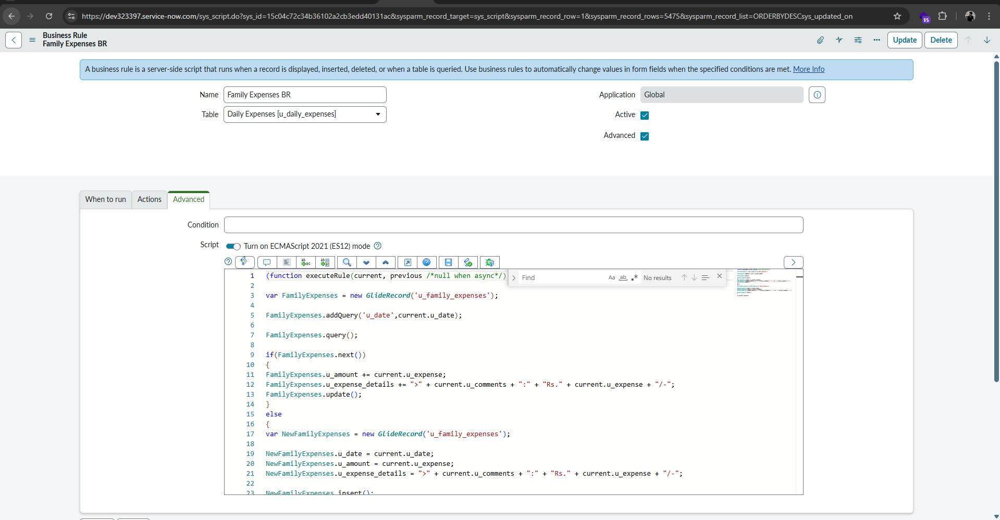 https://dev323397.service-now.com/sys_script.do?sys_id=15c04c72c34b36102a2cb3edd40131ac&sysparm_record_target=sys_script&sysparm_record_row=1&sysparm_record_rows=5475&sysparm_record_list=ORDERBYDESCsys_updated_on
15
Business Rule
Family Expenses BR
Update
Delete
A business rule is a server-side script that runs when a record is displayed, inserted, deleted, or when a table is queried. Use business rules to automatically change values in form fields when the specified conditions are met. More Info
Name
Family Expenses BR
Application
Global
Table
Daily Expenses [u_daily_expenses]
Active
Advanced
When to run
Actions
Advanced
Condition
Script
Turn on ECMAScript 2021 (ES12) mode
Find
Aa
ab
No results
1 (function executeRule(current, previous /*null when async*/)
2
3 var FamilyExpenses = new GlideRecord('u_family_expenses');
4
5 FamilyExpenses.addQuery('u_date',current.u_date);
6
7 FamilyExpenses.query();
8
9 if(FamilyExpenses.next())
10 {
11 FamilyExpenses.u_amount += current.u_expense;
12 FamilyExpenses.u_expense_details += ">" + current.u_comments + ":" + "Rs." + current.u_expense + "/-";
13 FamilyExpenses.update();
14 }
15 else
16 {
17 var NewFamilyExpenses = new GlideRecord('u_family_expenses');
18
19 NewFamilyExpenses.u_date = current.u_date;
20 NewFamilyExpenses.u_amount = current.u_expense;
21 NewFamilyExpenses.u_expense_details = ">" + current.u_comments + ":" + "Rs." + current.u_expense + "/-";
22
23 NewFamilyExpenses.insert();